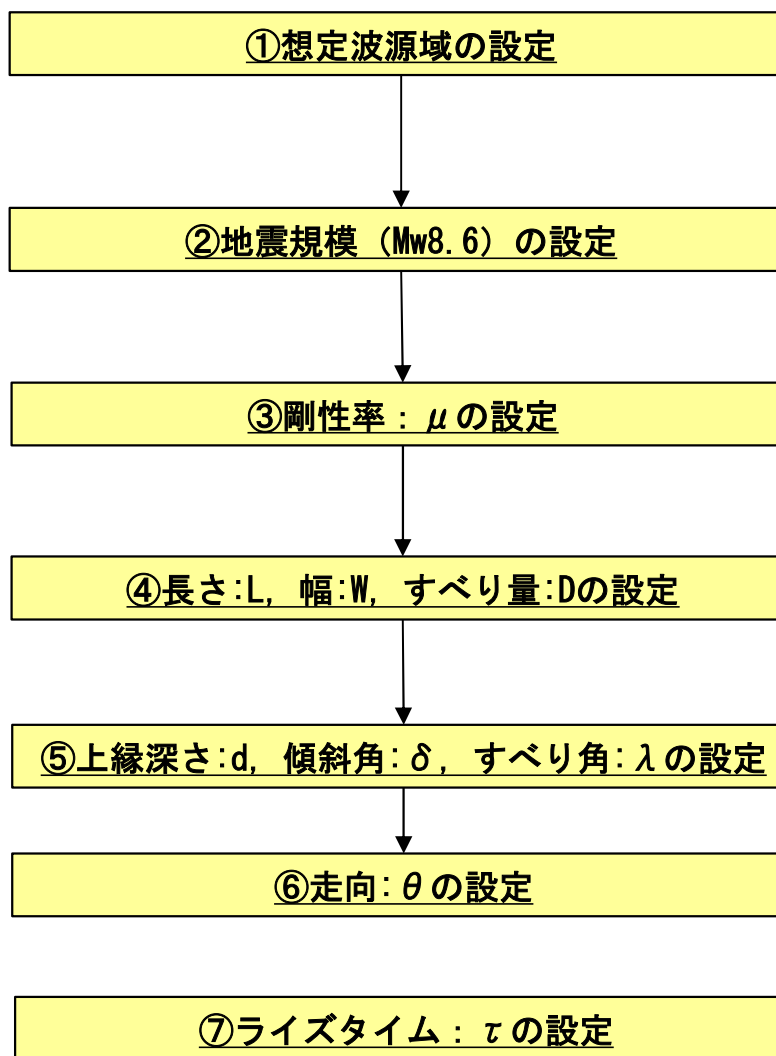 ①想定波源域の設定
②地震規模（Mw8.6）の設定
③剛性率：μの設定
④長さ:L, 幅:W, すべり量:Dの設定
⑤上縁深さ:d, 傾斜角:δ, すべり角:λの設定
⑥走向:θの設定
⑦ライズタイム：τの設定